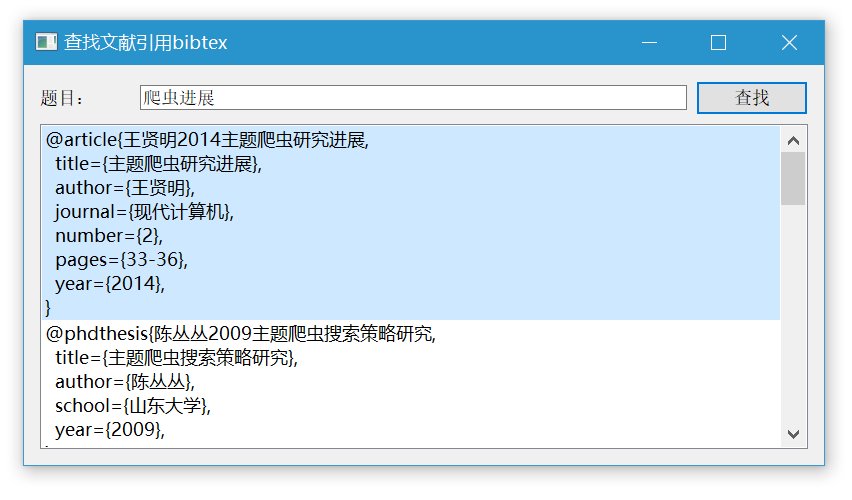 查找文献引用bibtex
题目： 爬虫进展 查找
@article{王贤明2014主题爬虫研究进展,
title={主题爬虫研究进展},
author={王贤明},
journal={现代计算机},
number={2},
pages={33-36},
year={2014},
}
@phdthesis{陈丛丛2009主题爬虫搜索策略研究,
title={主题爬虫搜索策略研究},
author={陈丛丛},
school={山东大学},
year={2009},